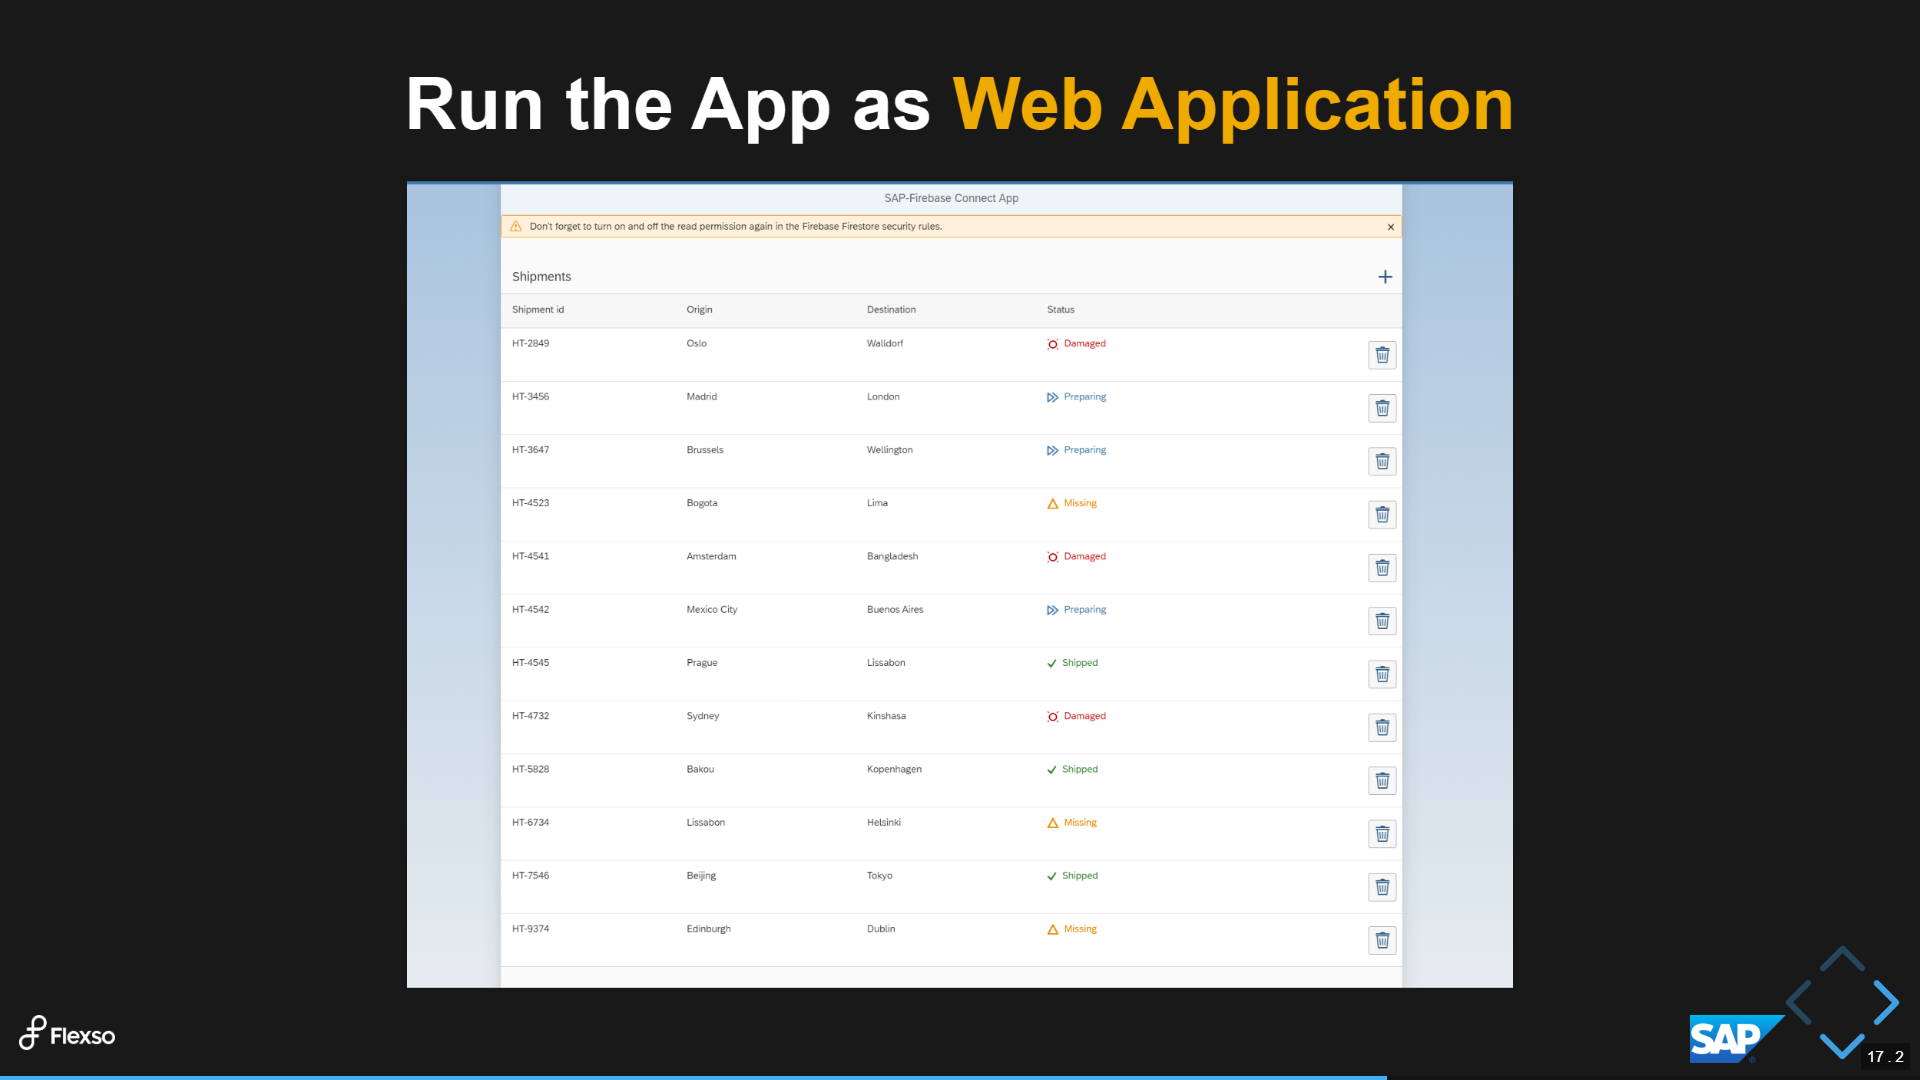 Run the App as Web Application
SAP-Firebase Connect App
Don't forget to turn on and off the read permission again in the Firebase Firestore security rules.
Shipments
Shipment id Origin Destination Status
HT-2849 Oslo Walldorf Damaged
HT-3456 Madrid London Preparing
HT-3647 Brussels Wellington Preparing
HT-4523 Bogota Lima Missing
HT-4541 Amsterdam Bangladesh Damaged
HT-4542 Mexico City Buenos Aires Preparing
HT-4545 Prague Lissabon Shipped
HT-4732 Sydney Kinshasa Damaged
HT-5828 Bakou Kopenhagen Shipped
HT-6734 Lissabon Helsinki Missing
HT-7546 Beijing Tokyo Shipped
HT-9374 Edinburgh Dublin Missing
Flexso
SAP
17.2